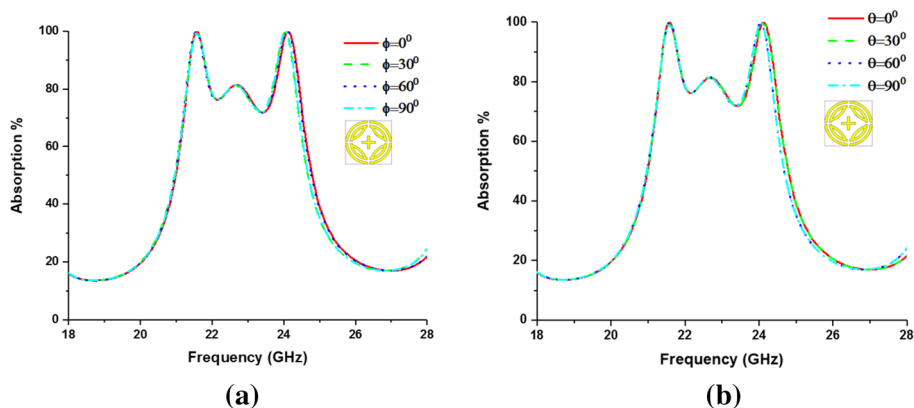 100
80
60
40
20
0
Absorption %
18 20 22 24 26 28
Frequency (GHz)
ϕ=0⁰
ϕ=30⁰
ϕ=60⁰
ϕ=90⁰
(a)
100
80
60
40
20
0
Absorption %
18 20 22 24 26 28
Frequency (GHz)
θ=0⁰
θ=30⁰
θ=60⁰
θ=90⁰
(b)